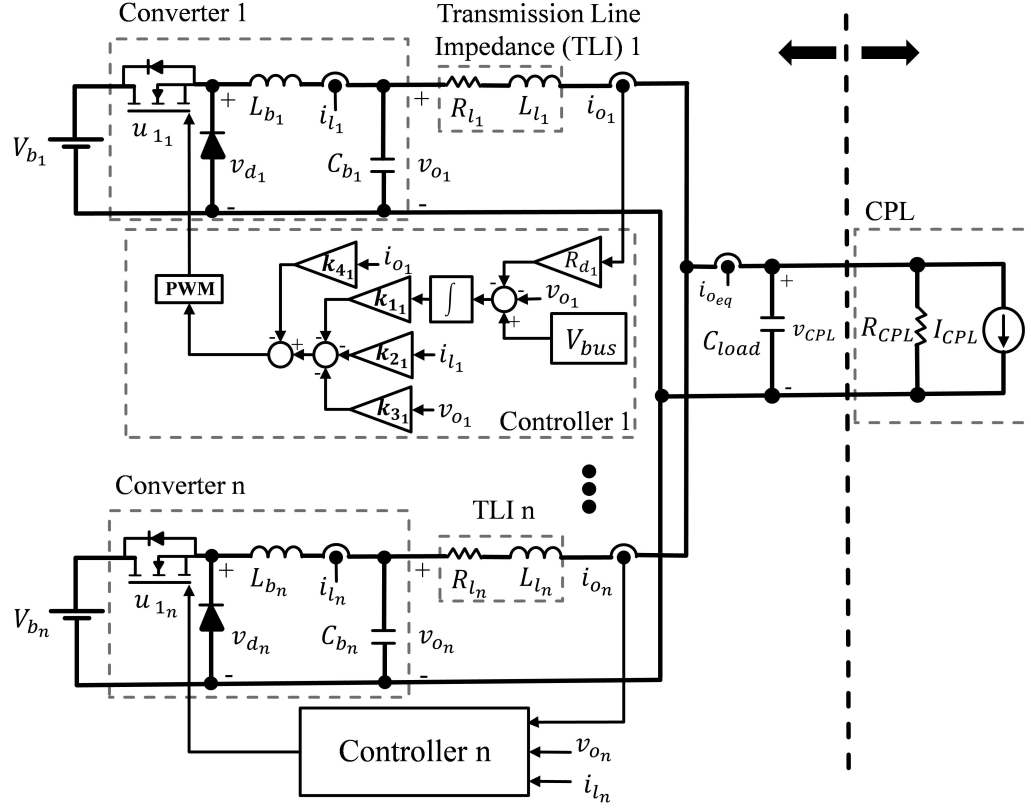 Converter 1
Transmission Line
Impedance (TLI) 1
V_{b_1}
u_{1_1}
+
v_{d_1}
-
L_{b_1}
i_{l_1}
C_{b_1}
+
v_{o_1}
-
R_{l_1}
L_{l_1}
i_{o_1}
PWM
k_{4_1}
i_{o_1}
k_{1_1}
∫
R_{d_1}
-
-
+
v_{o_1}
V_{bus}
-
+
-
-
-
k_{2_1}
i_{l_1}
k_{3_1}
v_{o_1}
Controller 1
i_{o_{eq}}
C_{load}
+
v_{CPL}
-
CPL
R_{CPL}
I_{CPL}
Converter n
TLI n
V_{b_n}
u_{1_n}
+
v_{d_n}
-
L_{b_n}
i_{l_n}
C_{b_n}
+
v_{o_n}
-
R_{l_n}
L_{l_n}
i_{o_n}
Controller n
v_{o_n}
i_{l_n}